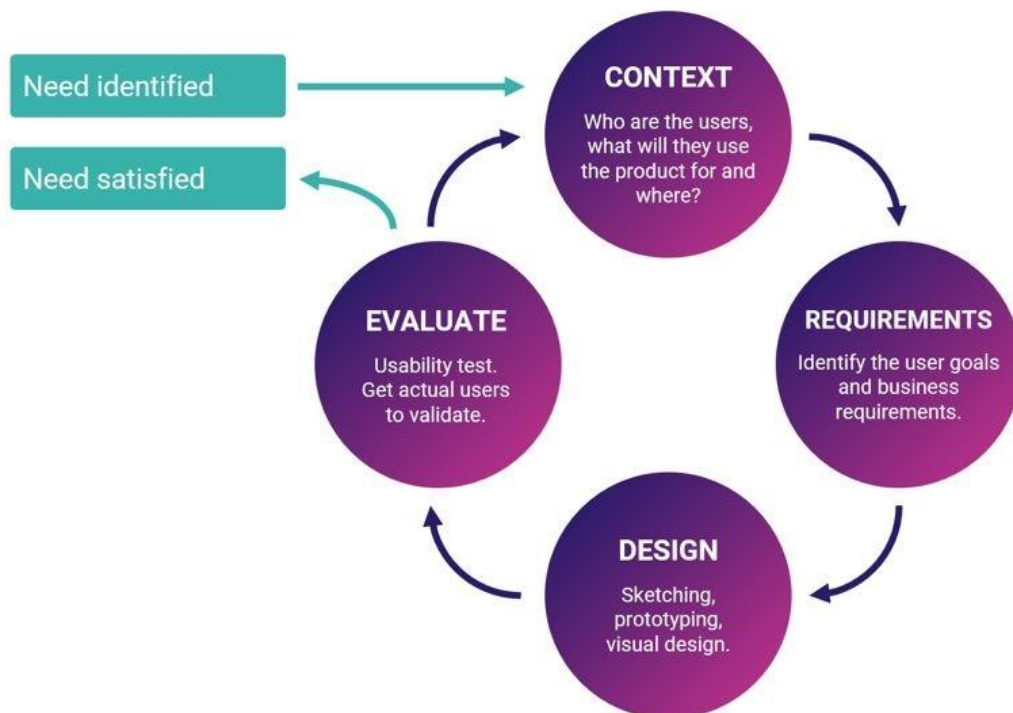 Need identified
Need satisfied
CONTEXT
Who are the users,
what will they use
the product for and
where?
EVALUATE
Usability test.
Get actual users
to validate.
REQUIREMENTS
Identify the user goals
and business
requirements.
DESIGN
Sketching,
prototyping,
visual design.